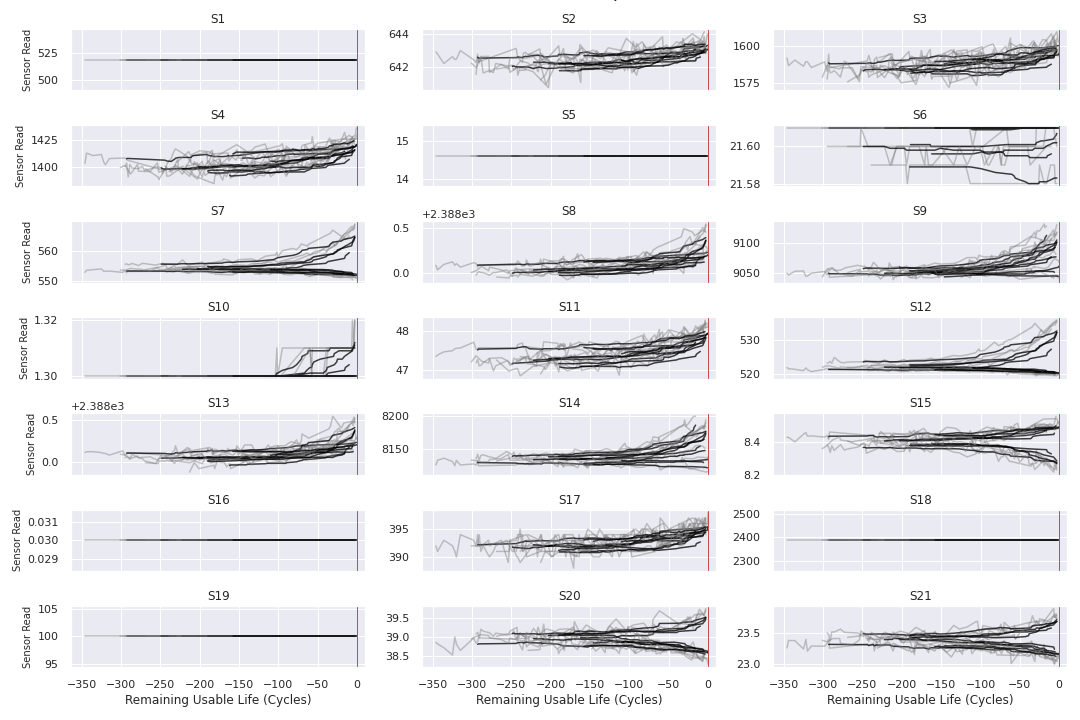 S1
S2
S3
Sensor Read
525
500
644
642
1600
1575
S4
S5
S6
Sensor Read
1425
1400
15
14
21.60
21.58
S7
S8
S9
Sensor Read
560
550
+2.388e3
0.5
0.0
9100
9050
S10
S11
S12
Sensor Read
1.32
1.30
48
47
530
520
S13
S14
S15
Sensor Read
+2.388e3
0.5
0.0
8200
8150
8.4
8.2
S16
S17
S18
Sensor Read
0.031
0.030
0.029
395
390
2500
2400
2300
S19
S20
S21
Sensor Read
105
100
95
39.5
39.0
38.5
23.5
23.0
−350 −300 −250 −200 −150 −100 −50 0
−350 −300 −250 −200 −150 −100 −50 0
−350 −300 −250 −200 −150 −100 −50 0
Remaining Usable Life (Cycles)
Remaining Usable Life (Cycles)
Remaining Usable Life (Cycles)